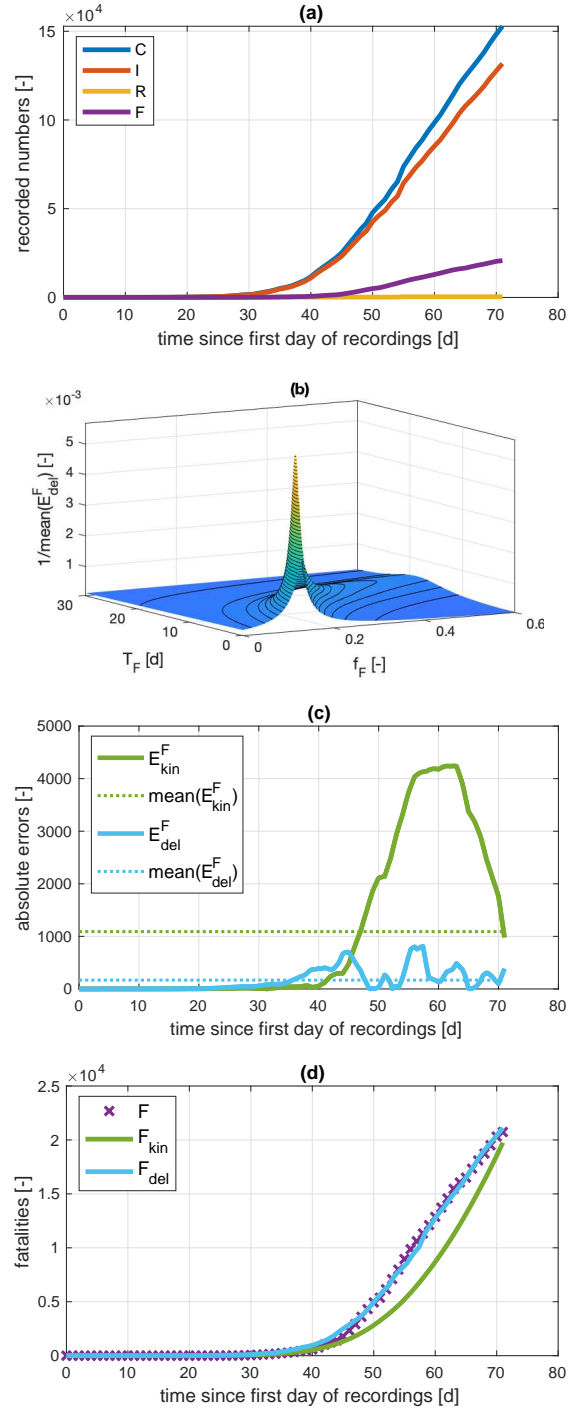 (a)
×10^4
15
10
5
0
recorded numbers [-]
C
I
R
F
0 10 20 30 40 50 60 70 80
time since first day of recordings [d]
(b)
×10^-3
5
4
3
2
1
1/mean(E^F_del) [-]
30 20 10 0
T_F [d]
0 0.2 0.4 0.6
f_F [-]
(c)
5000
4000
3000
2000
1000
0
absolute errors [-]
E^F_kin
mean(E^F_kin)
E^F_del
mean(E^F_del)
0 10 20 30 40 50 60 70 80
time since first day of recordings [d]
(d)
×10^4
2.5
2
1.5
1
0.5
0
fatalities [-]
F
F_kin
F_del
0 10 20 30 40 50 60 70 80
time since first day of recordings [d]